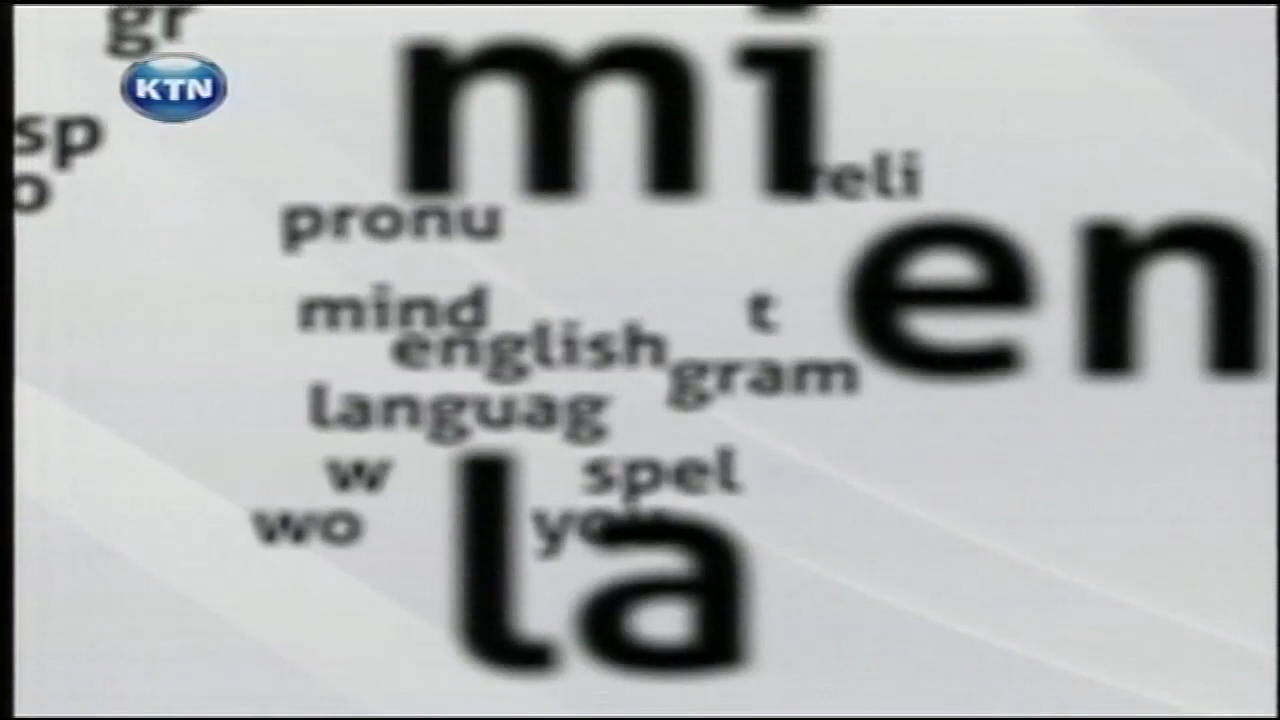 gr
KTN
mi
sp
reli
o
pronu
en
mind
t
english
gram
languag
w
spel
wo
la